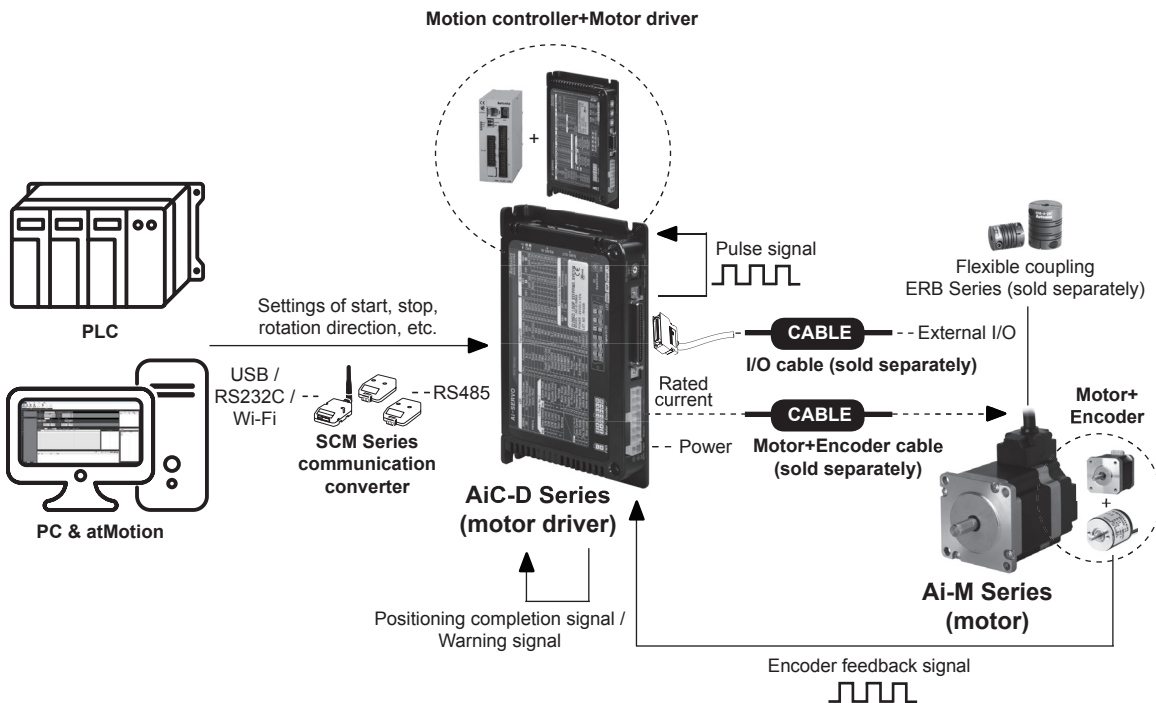 Motion controller+Motor driver
+
PLC
Settings of start, stop,
rotation direction, etc.
USB /
RS232C /
Wi-Fi
RS485
SCM Series
communication
converter
PC & atMotion
Pulse signal
Flexible coupling
ERB Series (sold separately)
CABLE
External I/O
I/O cable (sold separately)
Rated
current
CABLE
Motor+Encoder cable
(sold separately)
Power
Motor+
Encoder
+
Ai-SERVO
AiC-D Series
(motor driver)
Ai-M Series
(motor)
Positioning completion signal /
Warning signal
Encoder feedback signal